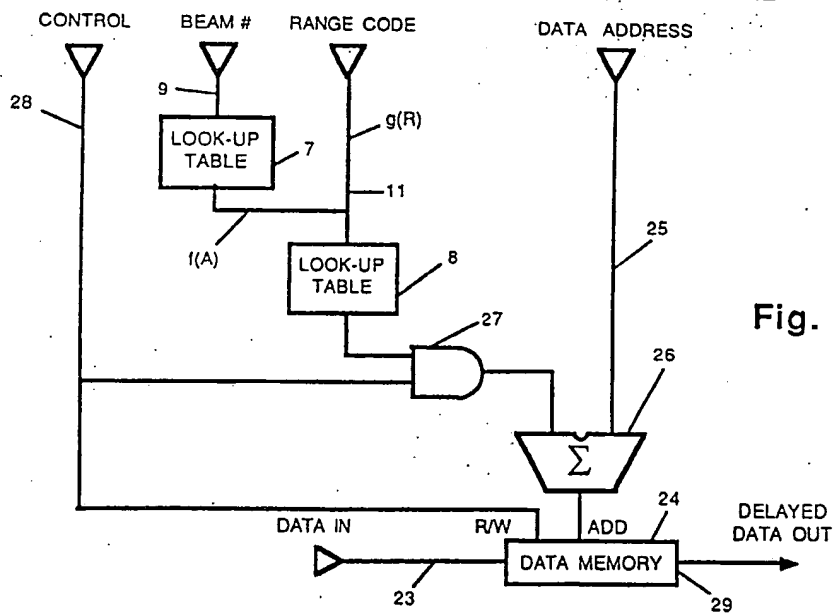 CONTROL
BEAM #
RANGE CODE
DATA ADDRESS
28
9
g(R)
LOOK-UP
TABLE
7
11
f(A)
25
LOOK-UP
TABLE
8
27
Fig.
26
Σ
DATA IN
R/W
ADD
24
DELAYED
DATA OUT
DATA MEMORY
23
29